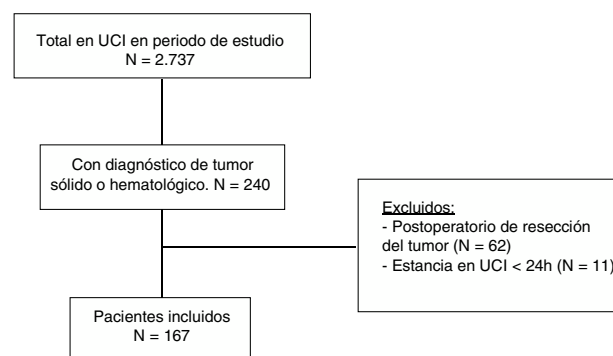 Total en UCI en periodo de estudio
N = 2.737
Con diagnóstico de tumor
sólido o hematológico. N = 240
Excluidos:
- Postoperatorio de resección
del tumor (N = 62)
- Estancia en UCI < 24h (N = 11)
Pacientes incluidos
N = 167